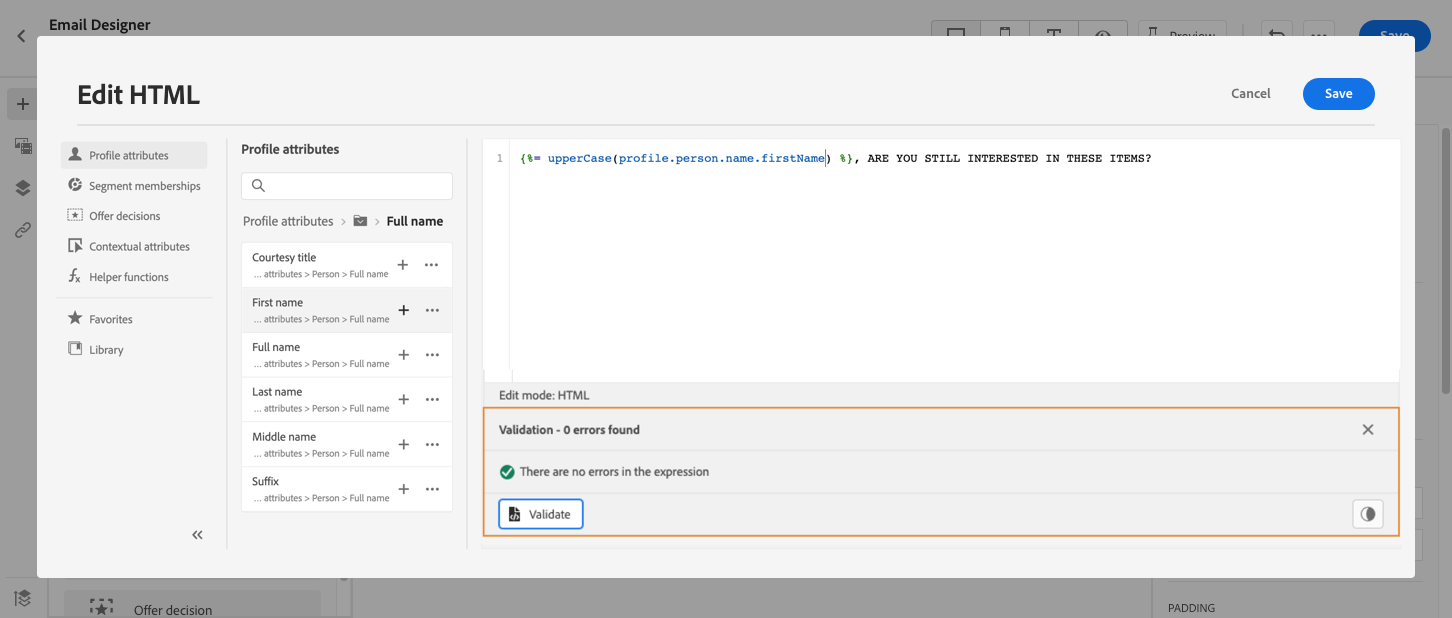 Email Designer
Preview
Save
Edit HTML
Cancel
Save
Profile attributes
Segment memberships
Offer decisions
Contextual attributes
Helper functions
Favorites
Library
Profile attributes
Profile attributes > > Full name
Courtesy title
... attributes > Person > Full name
First name
... attributes > Person > Full name
Full name
... attributes > Person > Full name
Last name
... attributes > Person > Full name
Middle name
... attributes > Person > Full name
Suffix
... attributes > Person > Full name
1 {%= upperCase(profile.person.name.firstName) %}, ARE YOU STILL INTERESTED IN THESE ITEMS?
Edit mode: HTML
Validation - 0 errors found
There are no errors in the expression
Validate
Offer decision
PADDING